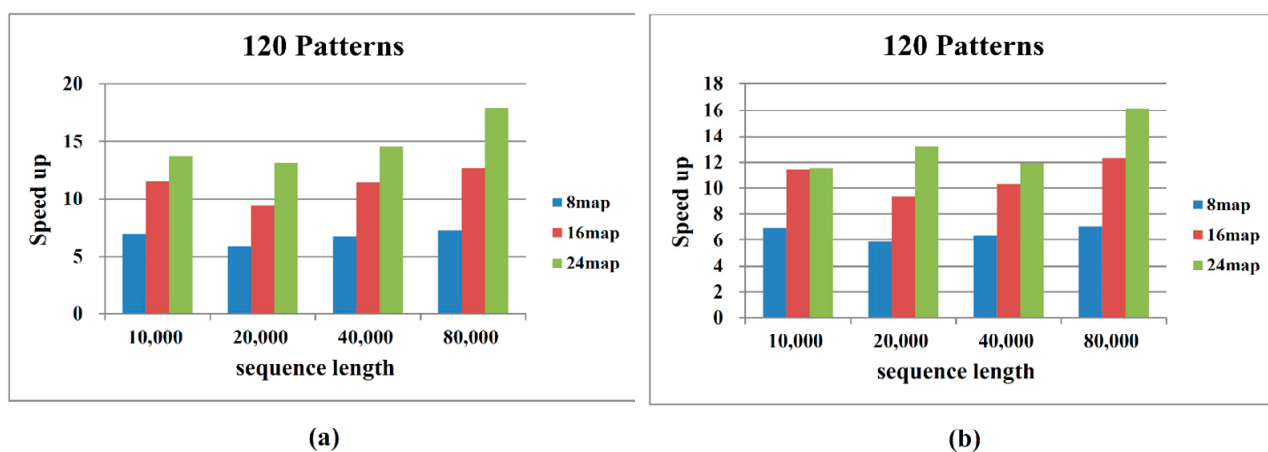 120 Patterns
20
15
10
5
0
Speed up
10,000 20,000 40,000 80,000
sequence length
8map
16map
24map
(a)
120 Patterns
18
16
14
12
10
8
6
4
2
0
Speed up
10,000 20,000 40,000 80,000
sequence length
8map
16map
24map
(b)